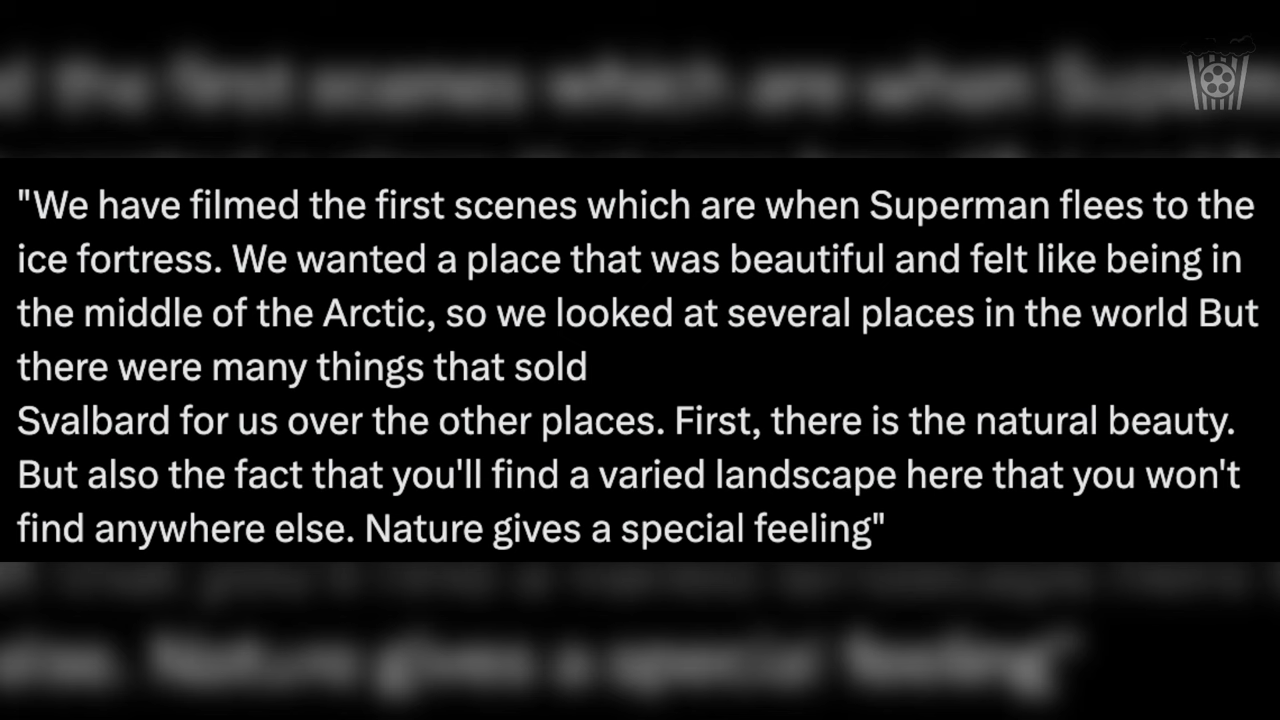 "We have filmed the first scenes which are when Superman flees to the
ice fortress. We wanted a place that was beautiful and felt like being in
the middle of the Arctic, so we looked at several places in the world But
there were many things that sold
Svalbard for us over the other places. First, there is the natural beauty.
But also the fact that you'll find a varied landscape here that you won't
find anywhere else. Nature gives a special feeling"